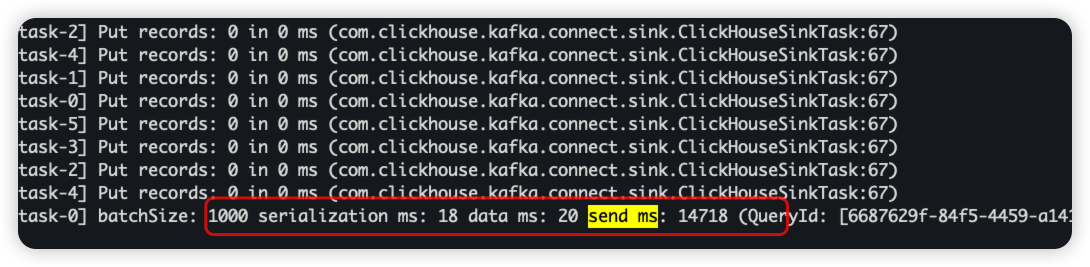 task-2] Put records: 0 in 0 ms (com.clickhouse.kafka.connect.sink.ClickHouseSinkTask:67)
task-4] Put records: 0 in 0 ms (com.clickhouse.kafka.connect.sink.ClickHouseSinkTask:67)
task-1] Put records: 0 in 0 ms (com.clickhouse.kafka.connect.sink.ClickHouseSinkTask:67)
task-0] Put records: 0 in 0 ms (com.clickhouse.kafka.connect.sink.ClickHouseSinkTask:67)
task-5] Put records: 0 in 0 ms (com.clickhouse.kafka.connect.sink.ClickHouseSinkTask:67)
task-3] Put records: 0 in 0 ms (com.clickhouse.kafka.connect.sink.ClickHouseSinkTask:67)
task-2] Put records: 0 in 0 ms (com.clickhouse.kafka.connect.sink.ClickHouseSinkTask:67)
task-4] Put records: 0 in 0 ms (com.clickhouse.kafka.connect.sink.ClickHouseSinkTask:67)
task-0] batchSize: 1000 serialization ms: 18 data ms: 20 send ms: 14718 (QueryId: [6687629f-84f5-4459-a141